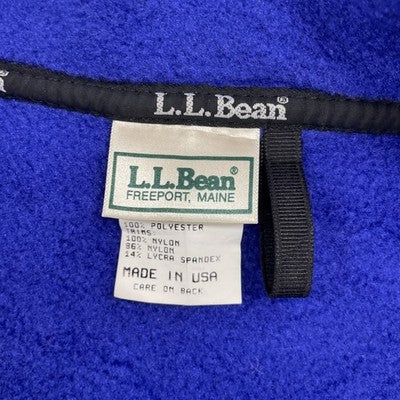 L.L.Bean®
L.L.Bean®
FREEPORT, MAINE
100% POLYESTER
TRIMS:
100% NYLON
86% NYLON
14% LYCRA SPANDEX
MADE IN USA
CARE ON BACK